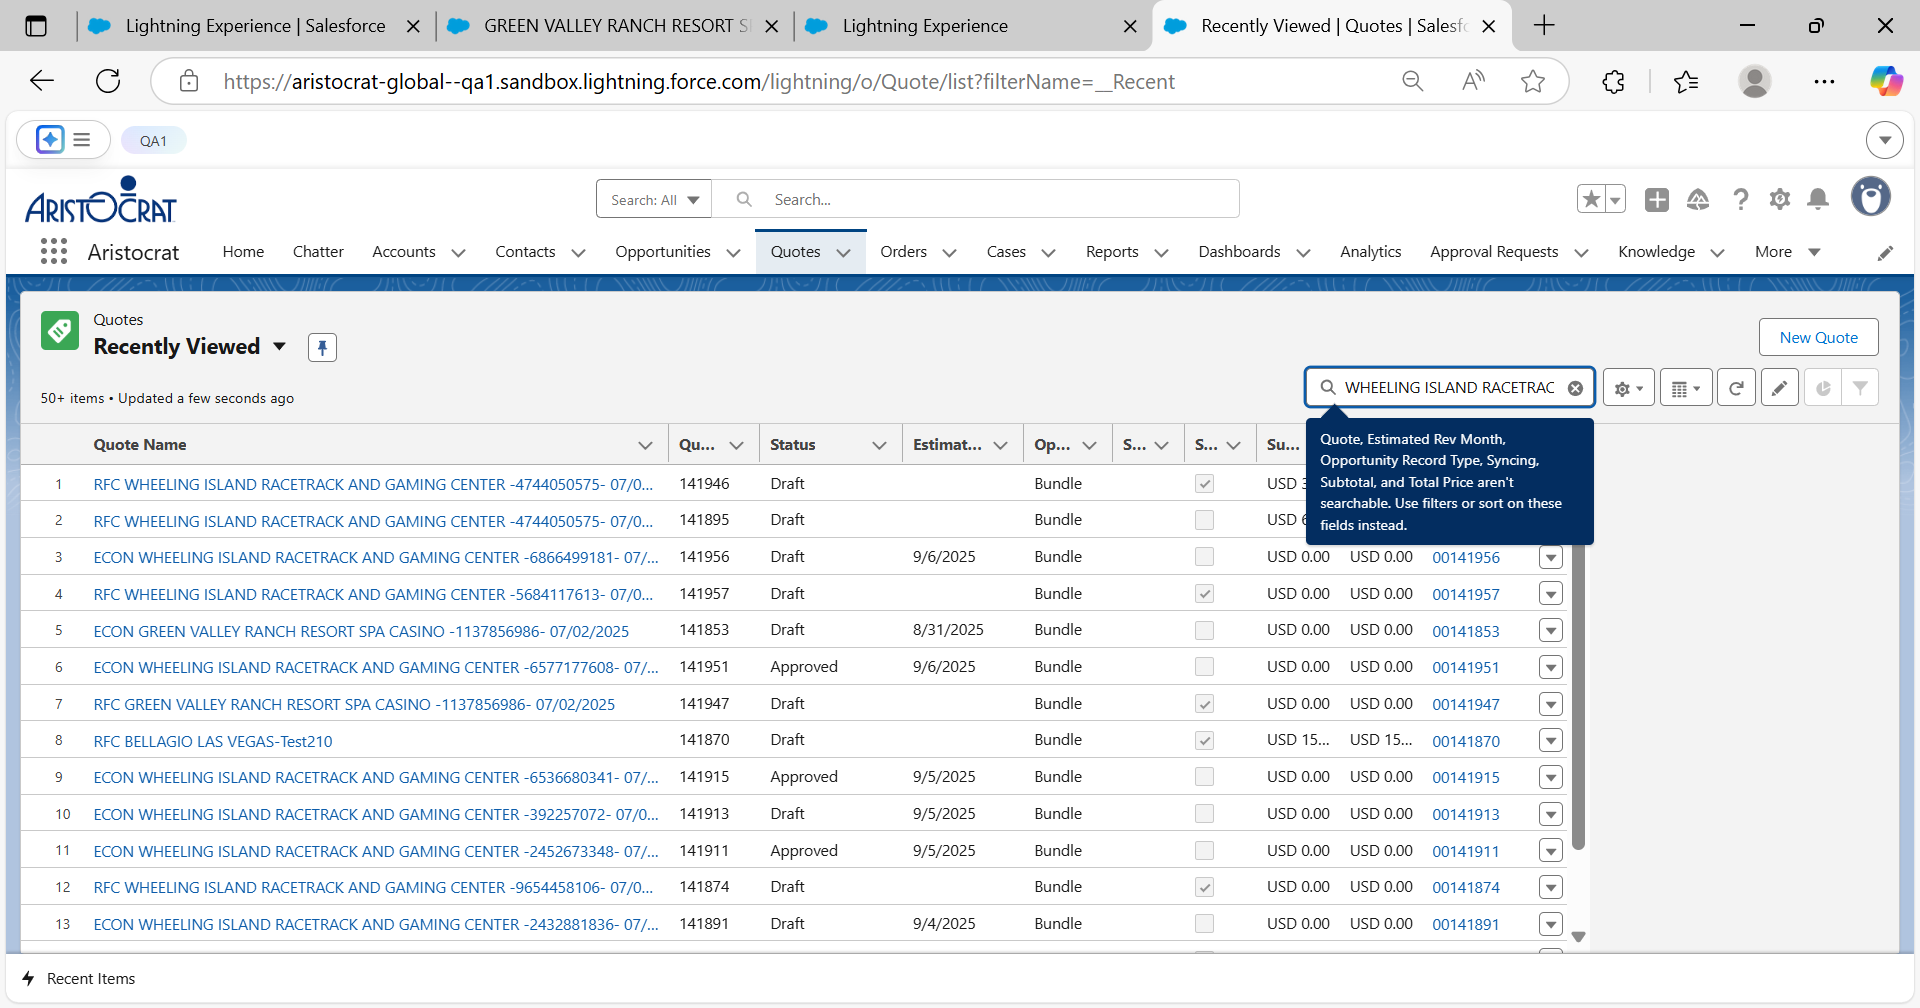 Lightning Experience | Salesforce
GREEN VALLEY RANCH RESORT S
Lightning Experience
Recently Viewed | Quotes | Salesfo
https://aristocrat-global--qa1.sandbox.lightning.force.com/lightning/o/Quote/list?filterName=__Recent
QA1
ARISTOCRAT
Search: All
Search...
Aristocrat
Home Chatter Accounts Contacts Opportunities Quotes Orders Cases Reports Dashboards Analytics Approval Requests Knowledge More
Quotes
Recently Viewed
New Quote
50+ items • Updated a few seconds ago
WHEELING ISLAND RACETRAC
Quote, Estimated Rev Month,
Opportunity Record Type, Syncing,
Subtotal, and Total Price aren't
searchable. Use filters or sort on these
fields instead.
Quote Name Qu... Status Estimat... Op... S... S... Su...
1 RFC WHEELING ISLAND RACETRACK AND GAMING CENTER -4744050575- 07/0... 141946 Draft Bundle USD 3
2 RFC WHEELING ISLAND RACETRACK AND GAMING CENTER -4744050575- 07/0... 141895 Draft Bundle USD 6
3 ECON WHEELING ISLAND RACETRACK AND GAMING CENTER -6866499181- 07/... 141956 Draft 9/6/2025 Bundle USD 0.00 USD 0.00 00141956
4 RFC WHEELING ISLAND RACETRACK AND GAMING CENTER -5684117613- 07/0... 141957 Draft Bundle USD 0.00 USD 0.00 00141957
5 ECON GREEN VALLEY RANCH RESORT SPA CASINO -1137856986- 07/02/2025 141853 Draft 8/31/2025 Bundle USD 0.00 USD 0.00 00141853
6 ECON WHEELING ISLAND RACETRACK AND GAMING CENTER -6577177608- 07/... 141951 Approved 9/6/2025 Bundle USD 0.00 USD 0.00 00141951
7 RFC GREEN VALLEY RANCH RESORT SPA CASINO -1137856986- 07/02/2025 141947 Draft Bundle USD 0.00 USD 0.00 00141947
8 RFC BELLAGIO LAS VEGAS-Test210 141870 Draft Bundle USD 15... USD 15... 00141870
9 ECON WHEELING ISLAND RACETRACK AND GAMING CENTER -6536680341- 07/... 141915 Approved 9/5/2025 Bundle USD 0.00 USD 0.00 00141915
10 ECON WHEELING ISLAND RACETRACK AND GAMING CENTER -392257072- 07/0... 141913 Draft 9/5/2025 Bundle USD 0.00 USD 0.00 00141913
11 ECON WHEELING ISLAND RACETRACK AND GAMING CENTER -2452673348- 07/... 141911 Approved 9/5/2025 Bundle USD 0.00 USD 0.00 00141911
12 RFC WHEELING ISLAND RACETRACK AND GAMING CENTER -9654458106- 07/0... 141874 Draft Bundle USD 0.00 USD 0.00 00141874
13 ECON WHEELING ISLAND RACETRACK AND GAMING CENTER -2432881836- 07/... 141891 Draft 9/4/2025 Bundle USD 0.00 USD 0.00 00141891
Recent Items